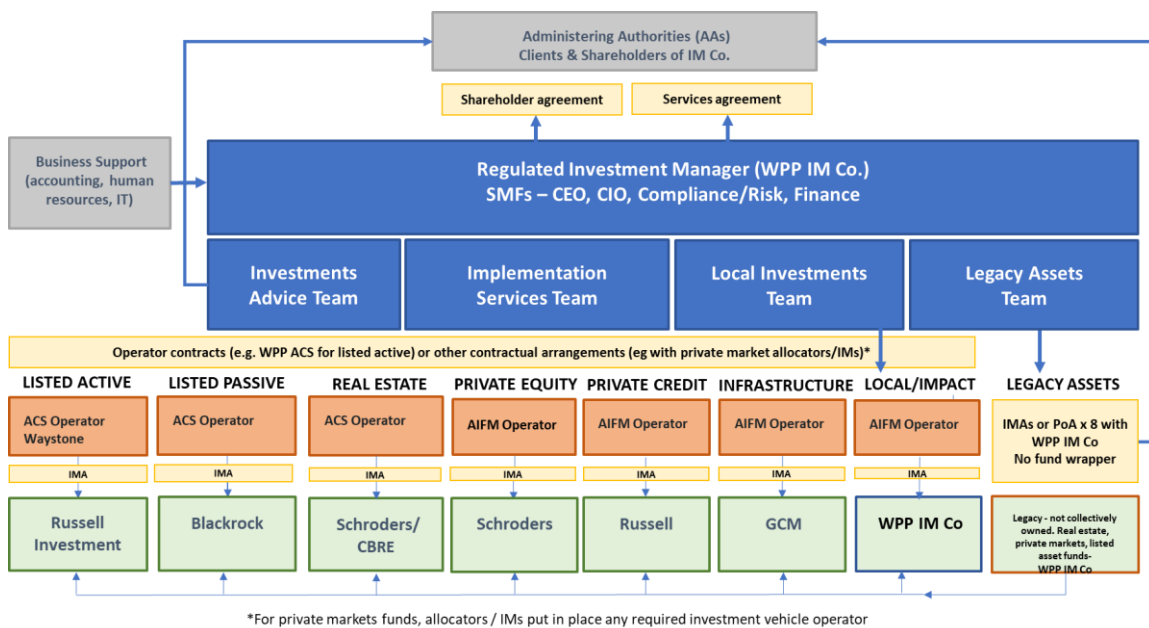 Administering Authorities (AAs)
Clients & Shareholders of IM Co.
Shareholder agreement
Services agreement
Business Support
(accounting, human
resources, IT)
Regulated Investment Manager (WPP IM Co.)
SMFs – CEO, CIO, Compliance/Risk, Finance
Investments
Advice Team
Implementation
Services Team
Local Investments
Team
Legacy Assets
Team
Operator contracts (e.g. WPP ACS for listed active) or other contractual arrangements (eg with private market allocators/IMs)*
LISTED ACTIVE
LISTED PASSIVE
REAL ESTATE
PRIVATE EQUITY
PRIVATE CREDIT
INFRASTRUCTURE
LOCAL/IMPACT
LEGACY ASSETS
ACS Operator
Waystone
ACS Operator
ACS Operator
AIFM Operator
AIFM Operator
AIFM Operator
AIFM Operator
IMAs or PoA x 8 with
WPP IM Co
No fund wrapper
IMA
IMA
IMA
IMA
IMA
IMA
IMA
Russell
Investment
Blackrock
Schroders/
CBRE
Schroders
Russell
GCM
WPP IM Co
Legacy - not collectively
owned. Real estate,
private markets, listed
asset funds-
WPP IM Co
*For private markets funds, allocators / IMs put in place any required investment vehicle operator